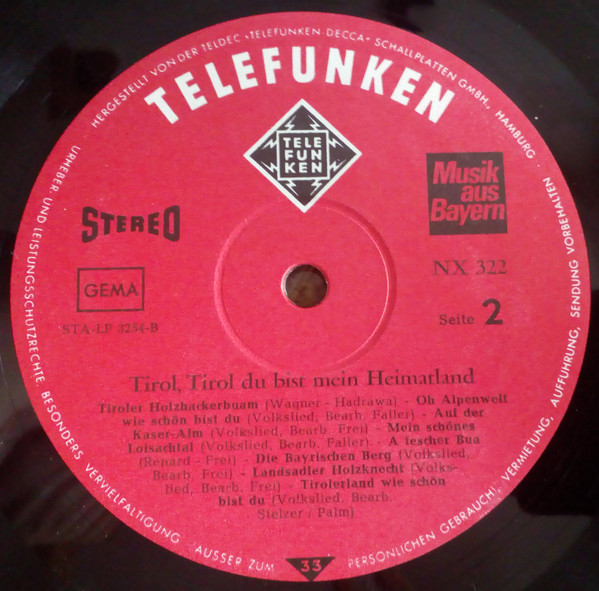 HERGESTELLT VON DER TELDEC »TELEFUNKEN-DECCA« SCHALLPLATTEN GMBH., HAMBURG
TELEFUNKEN
TELE
FUN
KEN
STEREO
Musik
aus
Bayern
GEMA
NX 322
STA-LP 3254-B
Seite 2
Tirol, Tirol du bist mein Heimatland
Tiroler Holzhackerbuam (Wagner - Hadrawa) - Oh Alpenwelt
wie schön bist du (Volkslied, Bearb. Faller) - Auf der
Kaser-Alm (Volkslied, Bearb. Frei) - Mein schönes
Loisachtal (Volkslied, Bearb. Faller) - A fescher Bua
(Renard - Frei) - Die Bayrischen Berg (Volkslied,
Bearb. Frei) - Landsadler Holzknecht (Volks-
lied, Bearb. Frei) - Tirolerland wie schön
bist du (Volkslied, Bearb.
Stelzer / Palm)
URHEBER- UND LEISTUNGSSCHUTZRECHTE, BESONDERS VERVIELFÄLTIGUNG, AUSSER ZUM PERSÖNLICHEN GEBRAUCH, VERMIETUNG, AUFFÜHRUNG, SENDUNG VORBEHALTEN
33